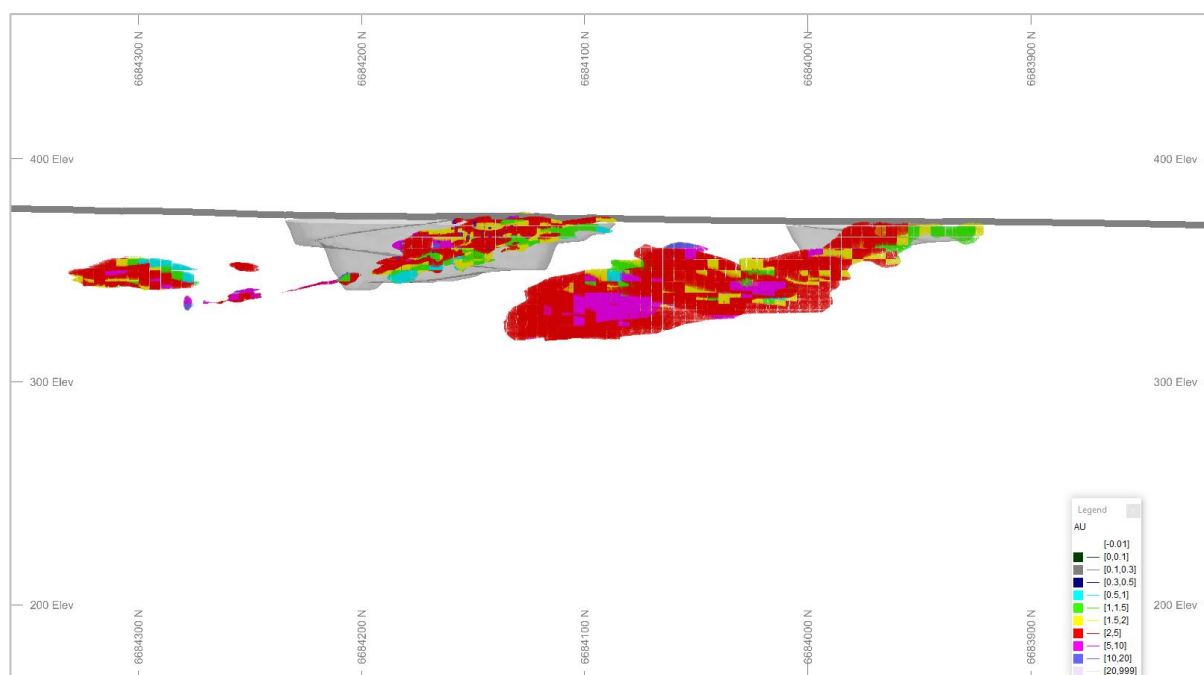 6684300 N
6684200 N
6684100 N
6684000 N
6683900 N
400 Elev
400 Elev
300 Elev
300 Elev
200 Elev
200 Elev
Legend
AU
[-0.01]
[0,0.1]
[0.1,0.3]
[0.3,0.5]
[0.5,1]
[1,1.5]
[1.5,2]
[2,5]
[5,10]
[10,20]
[20,999]
6684300 N
6684200 N
6684100 N
6684000 N
6683900 N